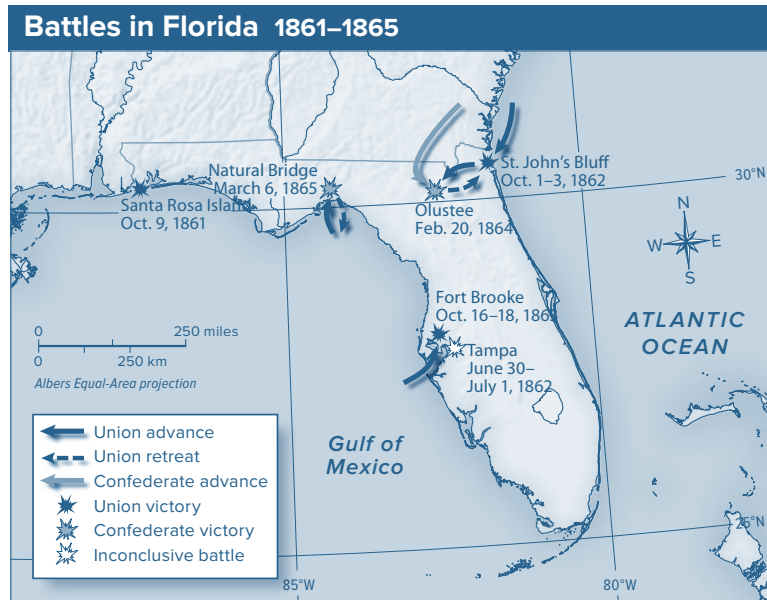 Battles in Florida 1861–1865
St. John's Bluff
Oct. 1–3, 1862
Natural Bridge
March 6, 1865
30°N
Santa Rosa Island
Oct. 9, 1861
Olustee
Feb. 20, 1864
N
W
E
S
Fort Brooke
Oct. 16–18, 1863
ATLANTIC
OCEAN
0
250 miles
0
250 km
Albers Equal-Area projection
Tampa
June 30–
July 1, 1862
Union advance
Union retreat
Confederate advance
Union victory
Confederate victory
Inconclusive battle
Gulf of
Mexico
25°N
85°W
80°W